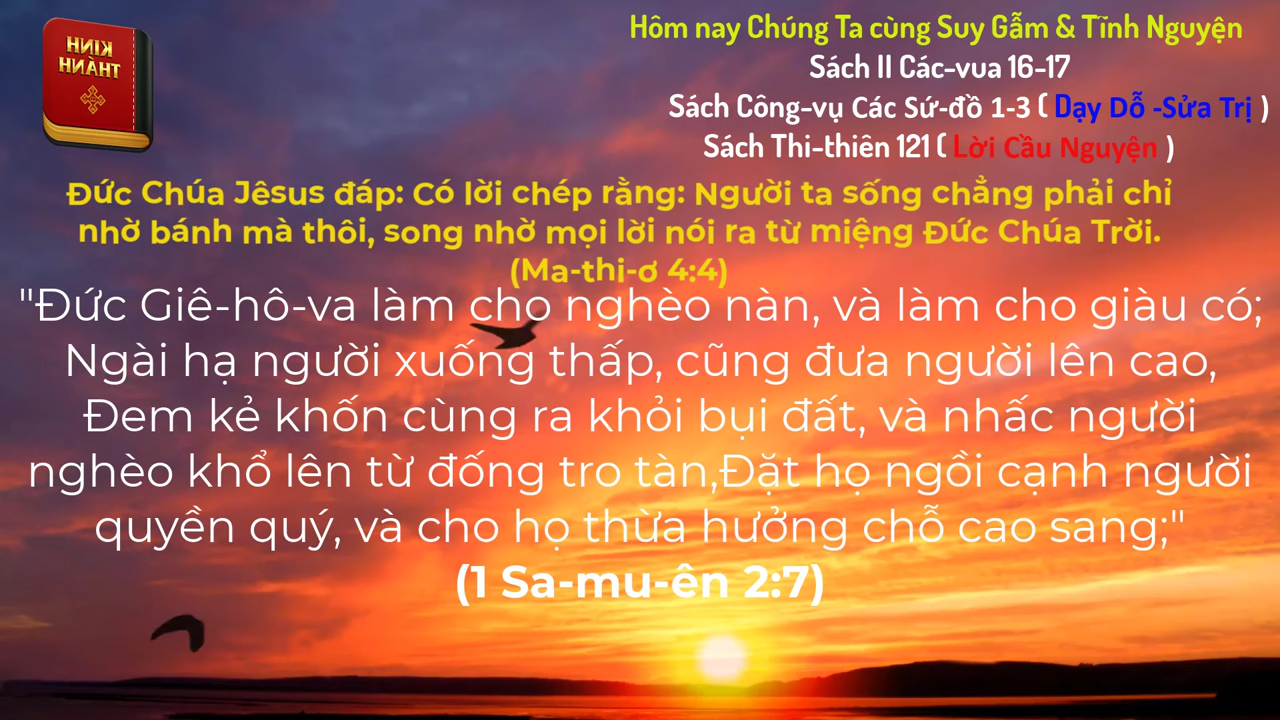 KINH
THÁNH
Hôm nay Chúng Ta cùng Suy Gẫm & Tĩnh Nguyện
Sách II Các-vua 16-17
Sách Công-vụ Các Sứ-đồ 1-3 ( Dạy Dỗ -Sửa Trị )
Sách Thi-thiên 121 ( Lời Cầu Nguyện )
Đức Chúa Jêsus đáp: Có lời chép rằng: Người ta sống chẳng phải chỉ
nhờ bánh mà thôi, song nhờ mọi lời nói ra từ miệng Đức Chúa Trời.
(Ma-thi-ơ 4:4)
"Đức Giê-hô-va làm cho nghèo nàn, và làm cho giàu có;
Ngài hạ người xuống thấp, cũng đưa người lên cao,
Đem kẻ khốn cùng ra khỏi bụi đất, và nhấc người
nghèo khổ lên từ đống tro tàn,Đặt họ ngồi cạnh người
quyền quý, và cho họ thừa hưởng chỗ cao sang;"
(1 Sa-mu-ên 2:7)